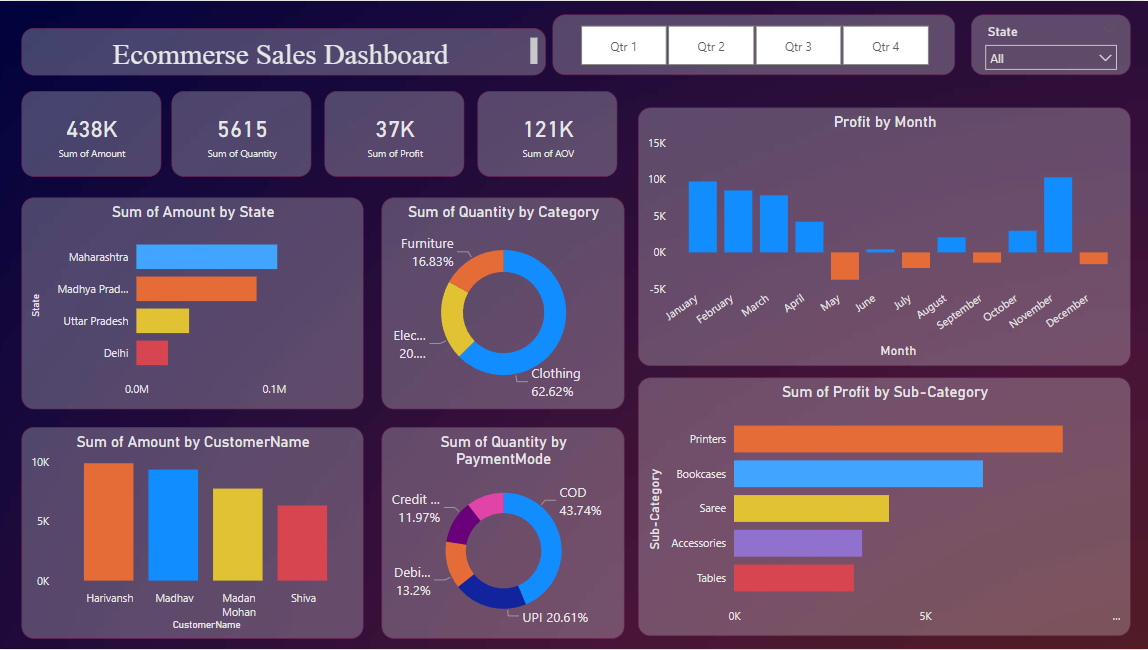 Ecommerse Sales Dashboard
Qtr 1
Qtr 2
Qtr 3
Qtr 4
State
All
438K
Sum of Amount
5615
Sum of Quantity
37K
Sum of Profit
121K
Sum of AOV
Profit by Month
15K
10K
5K
0K
-5K
January
February
March
April
May
June
July
August
September
October
November
December
Month
Sum of Amount by State
State
Maharashtra
Madhya Prad...
Uttar Pradesh
Delhi
0.0M
0.1M
Sum of Quantity by Category
Furniture
16.83%
Elec...
20....
Clothing
62.62%
Sum of Profit by Sub-Category
Sub-Category
Printers
Bookcases
Saree
Accessories
Tables
0K
5K
...
Sum of Amount by CustomerName
10K
5K
0K
Harivansh
Madhav
Madan
Mohan
Shiva
CustomerName
Sum of Quantity by
PaymentMode
Credit ...
11.97%
COD
43.74%
Debi...
13.2%
UPI 20.61%